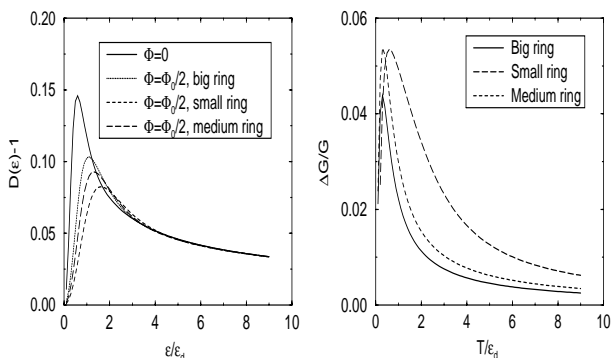 0.20
0.15
0.10
0.05
0.00
D(ε)-1
Φ=0
Φ=Φ₀/2, big ring
Φ=Φ₀/2, small ring
Φ=Φ₀/2, medium ring
0 2 4 6 8 10
ε/ε_d
0.06
0.04
0.02
0.00
ΔG/G
Big ring
Small ring
Medium ring
0 2 4 6 8 10
T/ε_d